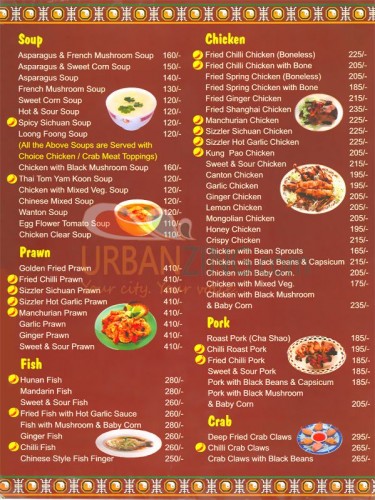 Soup
Asparagus & French Mushroom Soup 160/-
Asparagus & Sweet Corn Soup 150/-
Asparagus Soup 140/-
French Mushroom Soup 130/-
Sweet Corn Soup 120/-
Hot & Sour Soup 120/-
Spicy Sichuan Soup 120/-
Loong Foong Soup 120/-
(All the Above Soups are Served with
Choice Chicken / Crab Meat Toppings)
Chicken with Black Mushroom Soup 160/-
Thai Tom Yam Koon Soup 120/-
Chicken with Mixed Veg. Soup 120/-
Chinese Mixed Soup 120/-
Wanton Soup 120/-
Egg Flower Tomato Soup 110/-
Chicken Clear Soup 110/-
Prawn
Golden Fried Prawn 410/-
Fried Chilli Prawn 410/-
Sizzler Sichuan Prawn 410/-
Sizzler Hot Garlic Prawn 410/-
Manchurian Prawn 410/-
Garlic Prawn 410/-
Ginger Prawn 410/-
Sweet & Sour Prawn 410/-
Fish
Hunan Fish 280/-
Mandarin Fish 280/-
Sweet & Sour Fish 280/-
Fried Fish with Hot Garlic Sauce 280/-
Fish with Mushroom & Baby Corn 280/-
Ginger Fish 260/-
Chilli Fish 260/-
Chinese Style Fish Finger 250/-
Chicken
Fried Chilli Chicken (Boneless) 225/-
Fried Chilli Chicken with Bone 205/-
Fried Spring Chicken (Boneless) 205/-
Fried Spring Chicken with Bone 185/-
Fried Ginger Chicken 215/-
Fried Shanghai Chicken 235/-
Manchurian Chicken 205/-
Sizzler Sichuan Chicken 225/-
Sizzler Hot Garlic Chicken 225/-
Kung Pao Chicken 225/-
Sweet & Sour Chicken 205/-
Canton Chicken 205/-
Garlic Chicken 205/-
Ginger Chicken 205/-
Lemon Chicken 205/-
Mongolian Chicken 205/-
Honey Chicken 195/-
Crispy Chicken 215/-
Chicken with Bean Sprouts 165/-
Chicken with Black Beans & Capsicum 215/-
Chicken with Baby Corn. 205/-
Chicken with Mixed Veg. 175/-
Chicken with Black Mushroom
& Baby Corn 235/-
Pork
Roast Pork (Cha Shao) 185/-
Chilli Roast Pork 195/-
Fried Chilli Pork 195/-
Sweet & Sour Pork 185/-
Pork with Black Beans & Capsicum 185/-
Pork with Black Mushroom
& Baby Corn 205/-
Crab
Deep Fried Crab Claws 295/-
Chilli Crab Claws 265/-
Crab Claws with Black Beans 265/-